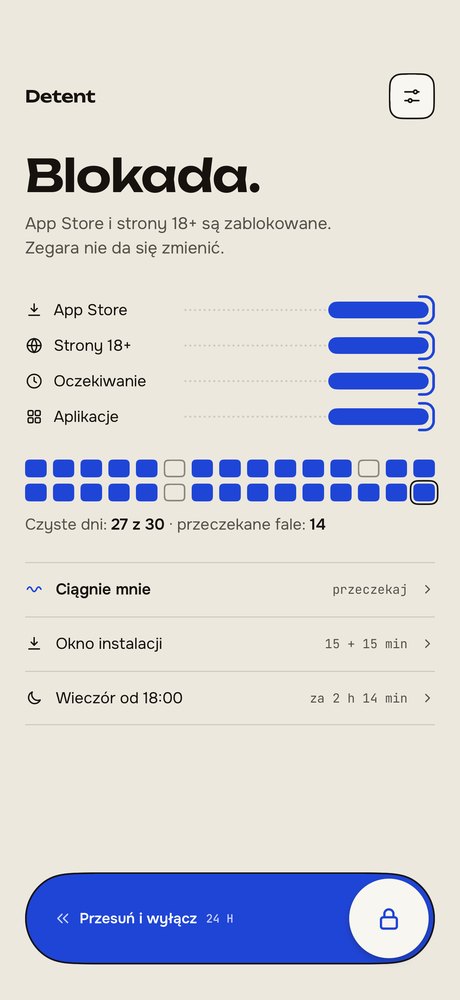 Detent
Blokada.
App Store i strony 18+ są zablokowane.
Zegara nie da się zmienić.
App Store
Strony 18+
Oczekiwanie
Aplikacje
Czyste dni: 27 z 30 · przeczekane fale: 14
Ciągnie mnie przeczekaj
Okno instalacji 15 + 15 min
Wieczór od 18:00 za 2 h 14 min
Przesuń i wyłącz 24 H